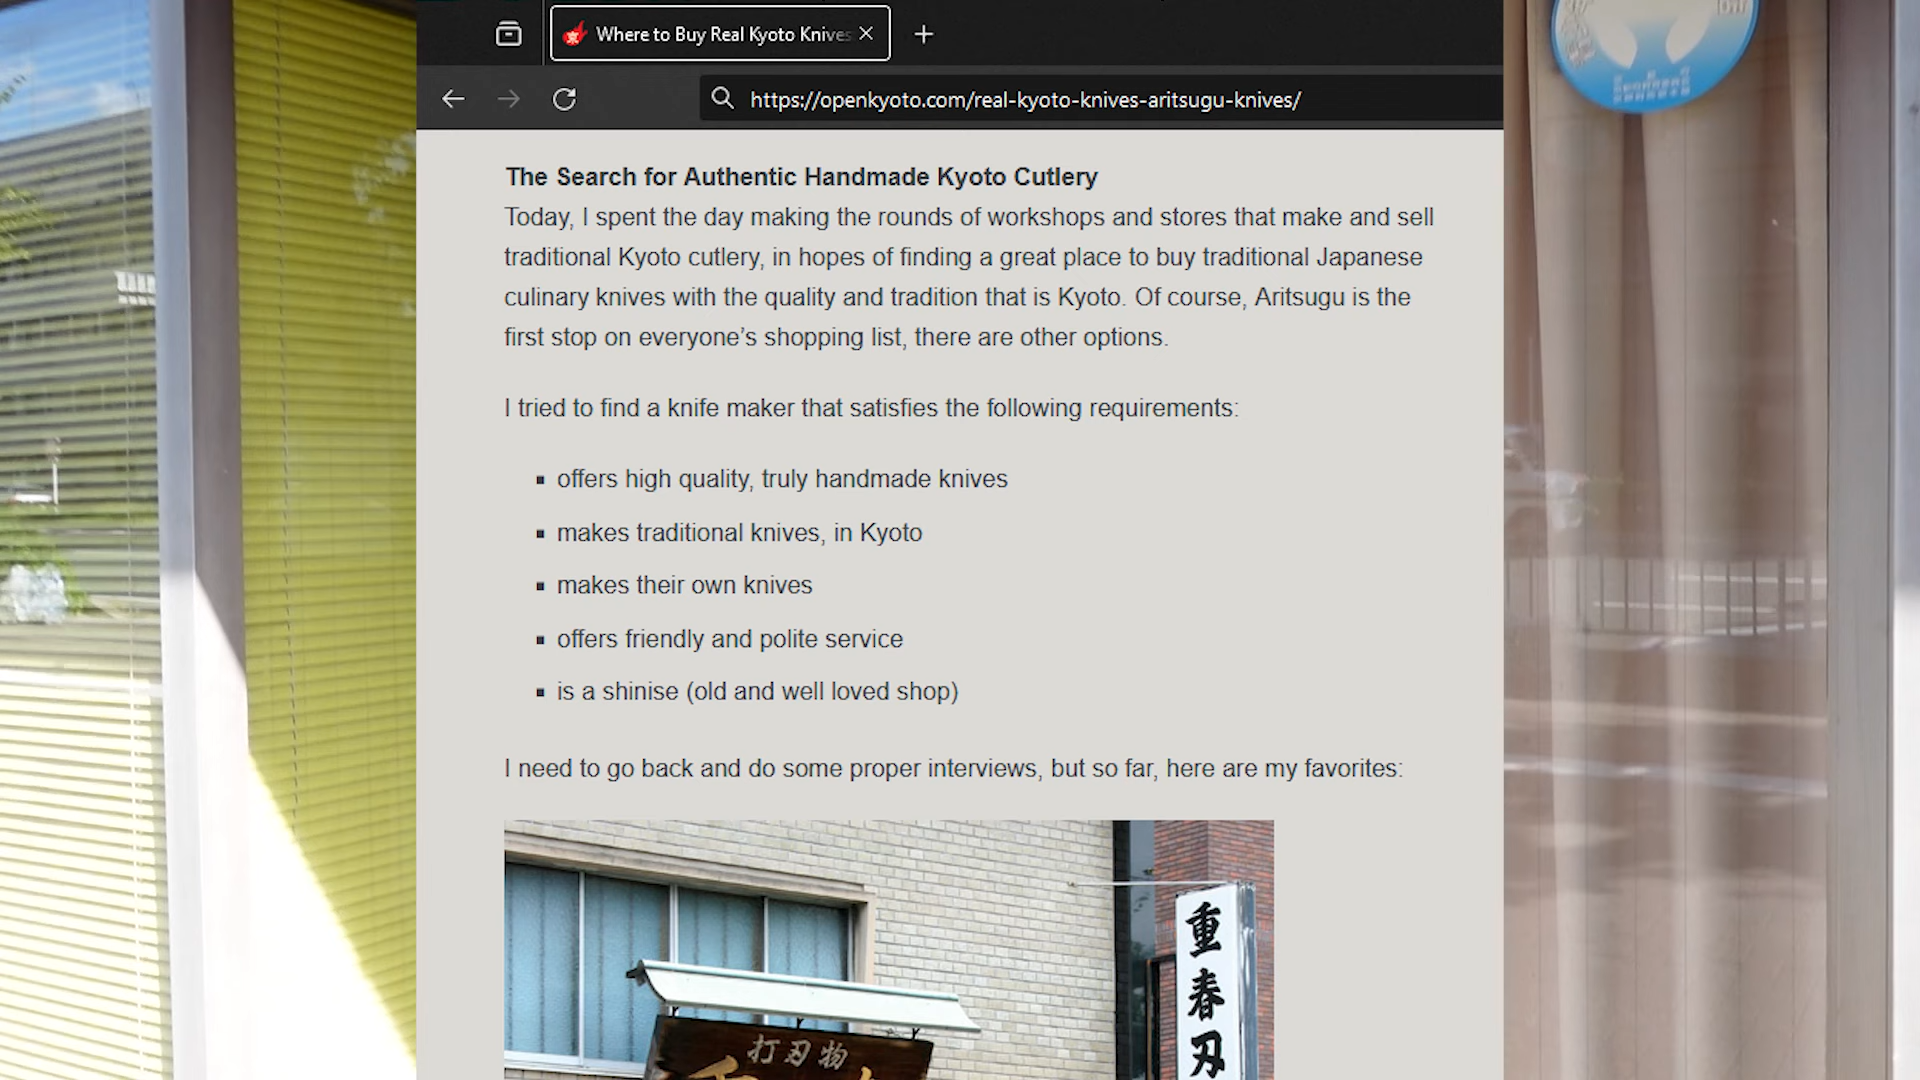 Where to Buy Real Kyoto Knives
https://openkyoto.com/real-kyoto-knives-aritsugu-knives/
The Search for Authentic Handmade Kyoto Cutlery
Today, I spent the day making the rounds of workshops and stores that make and sell
traditional Kyoto cutlery, in hopes of finding a great place to buy traditional Japanese
culinary knives with the quality and tradition that is Kyoto. Of course, Aritsugu is the
first stop on everyone’s shopping list, there are other options.
I tried to find a knife maker that satisfies the following requirements:
offers high quality, truly handmade knives
makes traditional knives, in Kyoto
makes their own knives
offers friendly and polite service
is a shinise (old and well loved shop)
I need to go back and do some proper interviews, but so far, here are my favorites:
重春刃
打刃物